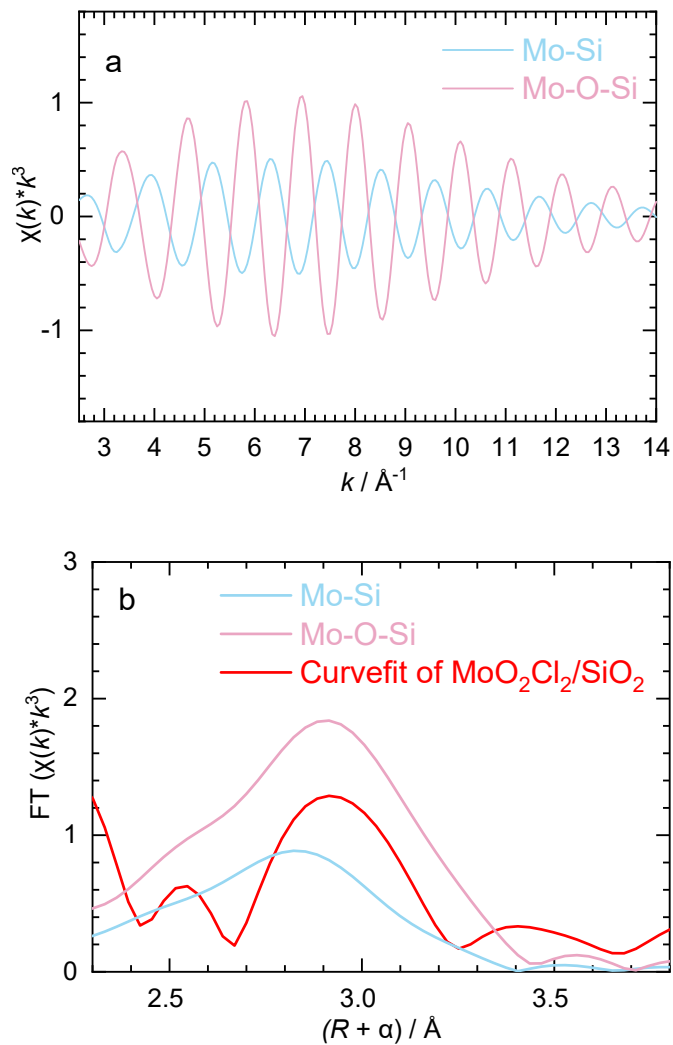 a
Mo-Si
Mo-O-Si
1
0
-1
χ(k)*k³
3 4 5 6 7 8 9 10 11 12 13 14
k / Å⁻¹
b
Mo-Si
Mo-O-Si
Curvefit of MoO₂Cl₂/SiO₂
3
2
1
0
FT (χ(k)*k³)
2.5 3.0 3.5
(R + α) / Å